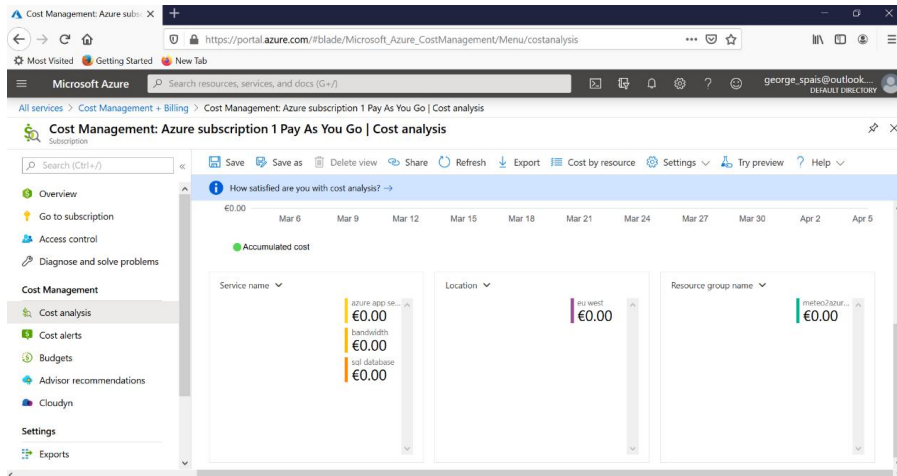 Cost Management: Azure subs
https://portal.azure.com/#blade/Microsoft_Azure_CostManagement/Menu/costanalysis
Most Visited Getting Started New Tab
Microsoft Azure
Search resources, services, and docs (G+/)
george_spais@outlook....
DEFAULT DIRECTORY
All services > Cost Management + Billing > Cost Management: Azure subscription 1 Pay As You Go | Cost analysis
Cost Management: Azure subscription 1 Pay As You Go | Cost analysis
Subscription
Search (Ctrl+/)
Save Save as Delete view Share Refresh Export Cost by resource Settings Try preview ? Help
Overview
Go to subscription
Access control
Diagnose and solve problems
Cost Management
Cost analysis
Cost alerts
Budgets
Advisor recommendations
Cloudyn
Settings
Exports
How satisfied are you with cost analysis? →
€0.00
Mar 6 Mar 9 Mar 12 Mar 15 Mar 18 Mar 21 Mar 24 Mar 27 Mar 30 Apr 2 Apr 5
Accumulated cost
Service name
azure app se...
€0.00
bandwidth
€0.00
sql database
€0.00
Location
eu west
€0.00
Resource group name
meteo2azur...
€0.00